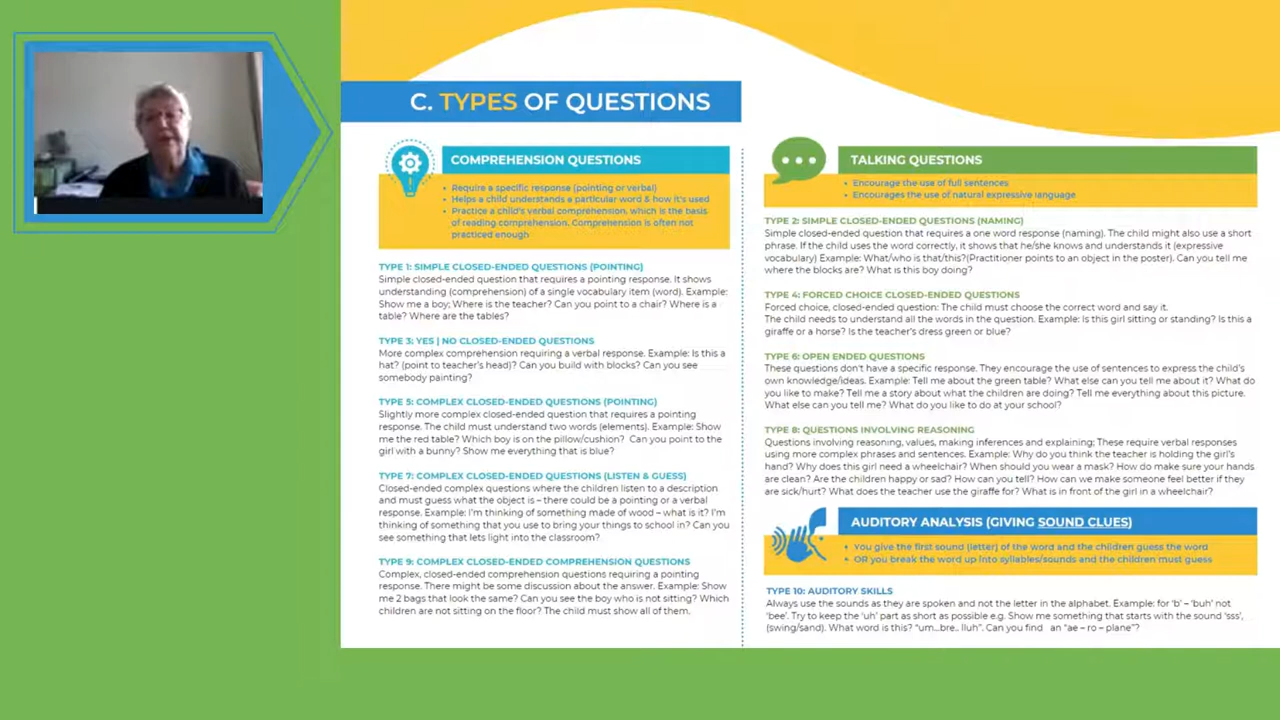 C. TYPES OF QUESTIONS
COMPREHENSION QUESTIONS
• Require a specific response (pointing or verbal)
• Helps a child understands a particular word & how it's used
• Practice a child's verbal comprehension, which is the basis
of reading comprehension. Comprehension is often not
practiced enough
TYPE 1: SIMPLE CLOSED-ENDED QUESTIONS (POINTING)
Simple closed-ended question that requires a pointing response. It shows
understanding (comprehension) of a single vocabulary item (word). Example:
Show me a boy; Where is the teacher? Can you point to a chair? Where is a
table? Where are the tables?
TYPE 3: YES | NO CLOSED-ENDED QUESTIONS
More complex comprehension requiring a verbal response. Example: Is this a
hat? (point to teacher's head)? Can you build with blocks? Can you see
somebody painting?
TYPE 5: COMPLEX CLOSED-ENDED QUESTIONS (POINTING)
Slightly more complex closed-ended question that requires a pointing
response. The child must understand two words (elements). Example: Show
me the red table? Which boy is on the pillow/cushion? Can you point to the
girl with a bunny? Show me everything that is blue?
TYPE 7: COMPLEX CLOSED-ENDED QUESTIONS (LISTEN & GUESS)
Closed-ended complex questions where the children listen to a description
and must guess what the object is – there could be a pointing or a verbal
response. Example: I'm thinking of something made of wood – what is it? I'm
thinking of something that you use to bring your things to school in? Can you
see something that lets light into the classroom?
TYPE 9: COMPLEX CLOSED-ENDED COMPREHENSION QUESTIONS
Complex, closed-ended comprehension questions requiring a pointing
response. There might be some discussion about the answer. Example: Show
me 2 bags that look the same? Can you see the boy who is not sitting? Which
children are not sitting on the floor? The child must show all of them.
TALKING QUESTIONS
• Encourage the use of full sentences
• Encourages the use of natural expressive language
TYPE 2: SIMPLE CLOSED-ENDED QUESTIONS (NAMING)
Simple closed-ended question that requires a one word response (naming). The child might also use a short
phrase. If the child uses the word correctly, it shows that he/she knows and understands it (expressive
vocabulary) Example: What/who is that/this?(Practitioner points to an object in the poster). Can you tell me
where the blocks are? What is this boy doing?
TYPE 4: FORCED CHOICE CLOSED-ENDED QUESTIONS
Forced choice, closed-ended question: The child must choose the correct word and say it.
The child needs to understand all the words in the question. Example: Is this girl sitting or standing? Is this a
giraffe or a horse? Is the teacher's dress green or blue?
TYPE 6: OPEN ENDED QUESTIONS
These questions don't have a specific response. They encourage the use of sentences to express the child's
own knowledge/ideas. Example: Tell me about the green table? What else can you tell me about it? What do
you like to make? Tell me a story about what the children are doing? Tell me everything about this picture.
What else can you tell me? What do you like to do at your school?
TYPE 8: QUESTIONS INVOLVING REASONING
Questions involving reasoning, values, making inferences and explaining; These require verbal responses
using more complex phrases and sentences. Example: Why do you think the teacher is holding the girl's
hand? Why does this girl need a wheelchair? When should you wear a mask? How do make sure your hands
are clean? Are the children happy or sad? How can you tell? How can we make someone feel better if they
are sick/hurt? What does the teacher use the giraffe for? What is in front of the girl in a wheelchair?
AUDITORY ANALYSIS (GIVING SOUND CLUES)
• You give the first sound (letter) of the word and the children guess the word
• OR you break the word up into syllables/sounds and the children must guess
TYPE 10: AUDITORY SKILLS
Always use the sounds as they are spoken and not the letter in the alphabet. Example: for 'b' – 'buh' not
'bee'. Try to keep the 'uh' part as short as possible e.g. Show me something that starts with the sound 'sss',
(swing/sand). What word is this? "um...bre.. lluh". Can you find an "ae – ro – plane"?